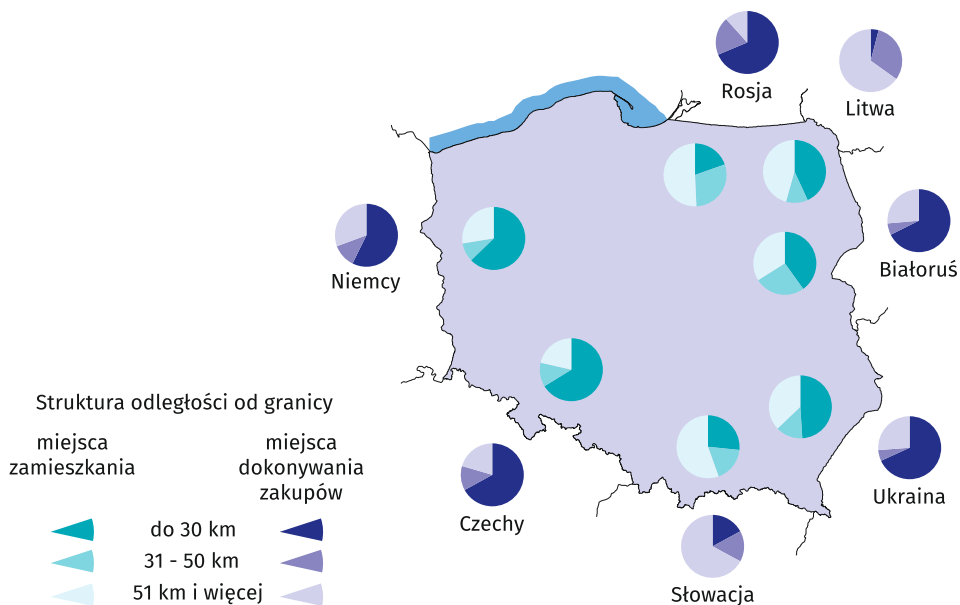 Rosja
Litwa
Niemcy
Białoruś
Czechy
Ukraina
Słowacja
Struktura odległości od granicy
miejsca
zamieszkania
miejsca
dokonywania
zakupów
do 30 km
31 - 50 km
51 km i więcej